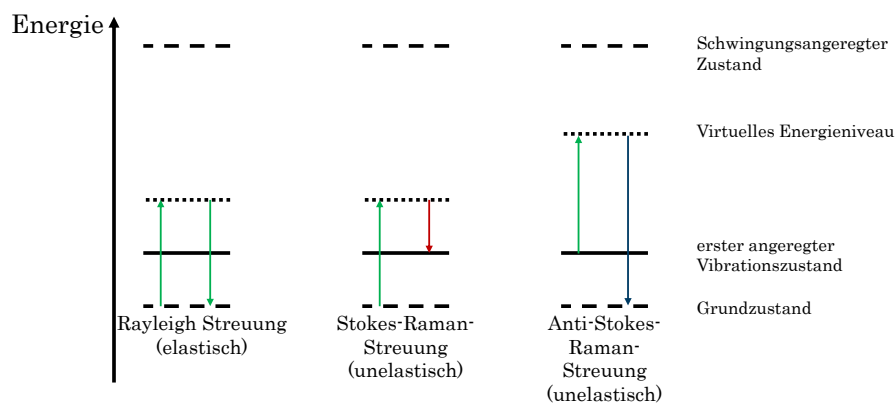 Energie
Schwingungsangeregter
Zustand
Virtuelles Energieniveau
erster angeregter
Vibrationszustand
Grundzustand
Rayleigh Streuung
(elastisch)
Stokes-Raman-
Streuung
(unelastisch)
Anti-Stokes-
Raman-
Streuung
(unelastisch)